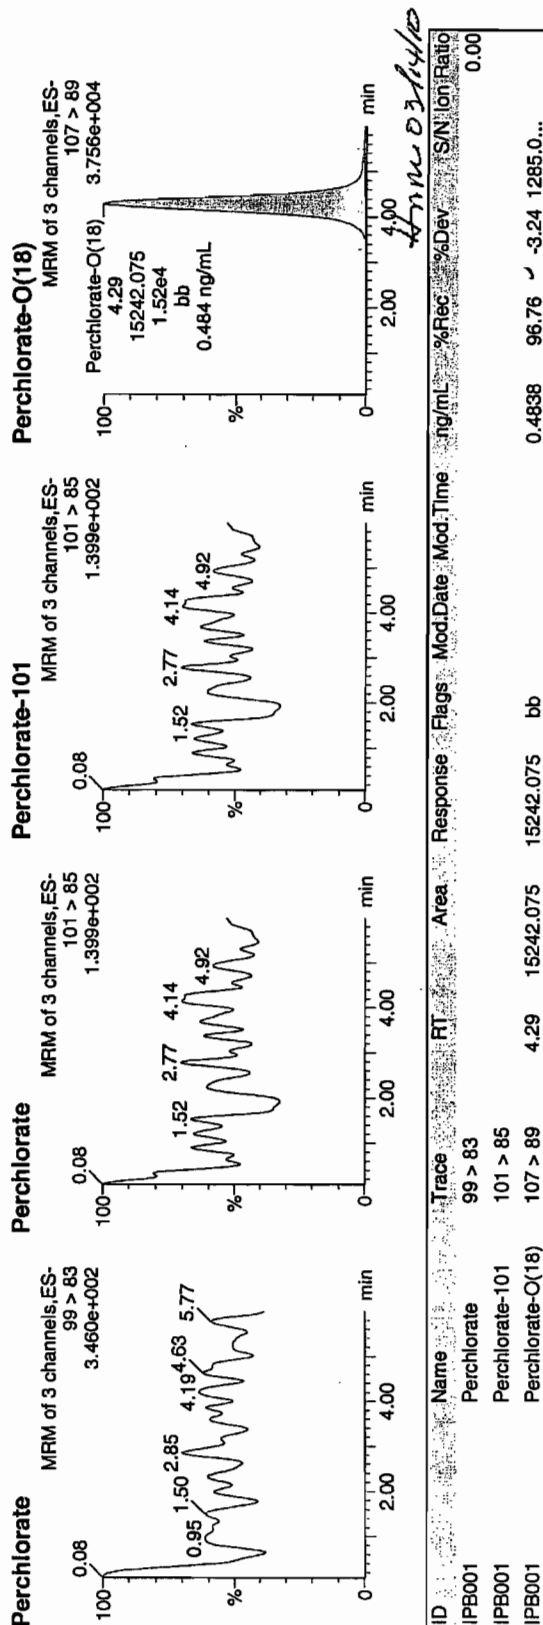 Perchlorate
MRM of 3 channels,ES-
99 > 83
3.460e+002
100
%
0
0.08
0.95
1.50
2.85
4.19
4.63
5.77
2.00
4.00
min
Perchlorate
MRM of 3 channels,ES-
101 > 85
1.399e+002
100
%
0
0.08
1.52
2.77
4.14
4.92
2.00
4.00
min
Perchlorate-101
MRM of 3 channels,ES-
101 > 85
1.399e+002
100
%
0
0.08
1.52
2.77
4.14
4.92
2.00
4.00
min
Perchlorate-O(18)
MRM of 3 channels,ES-
107 > 89
3.756e+004
Perchlorate-O(18)
4.29
15242.075
1.52e4
bb
0.484 ng/mL
100
%
0
2.00
4.00
min
03/14/10
ID Name Trace RT Area Response Flags Mod.Date Mod.Time ng/mL %Rec %Dev S/N Ion Ratio
IPB001 Perchlorate 99 > 83 0.00
IPB001 Perchlorate-101 101 > 85
IPB001 Perchlorate-O(18) 107 > 89 4.29 15242.075 15242.075 bb 0.4838 96.76 -3.24 1285.0...